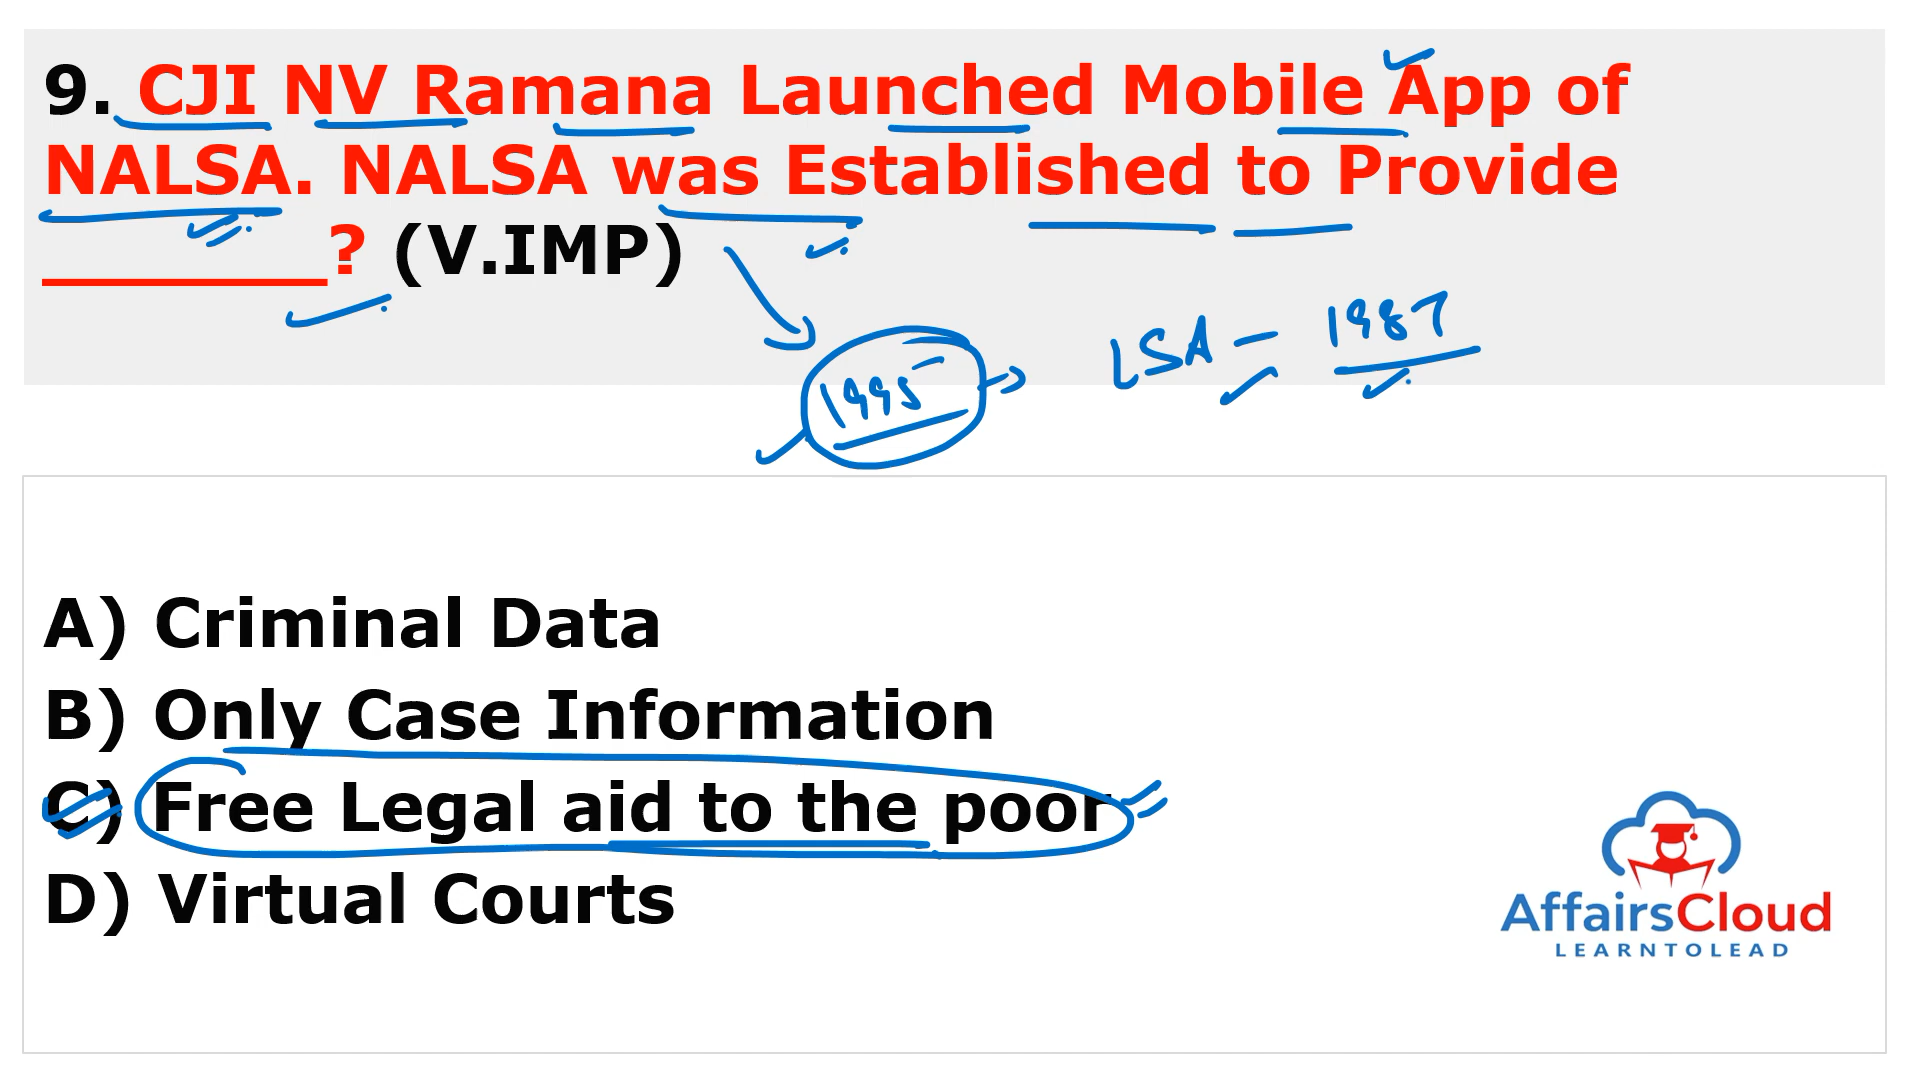 9. CJI NV Ramana Launched Mobile App of
NALSA. NALSA was Established to Provide
_________? (V.IMP)
1995
LSA - 1987
A) Criminal Data
B) Only Case Information
C) Free Legal aid to the poor
D) Virtual Courts
AffairsCloud
LEARNTOLEAD